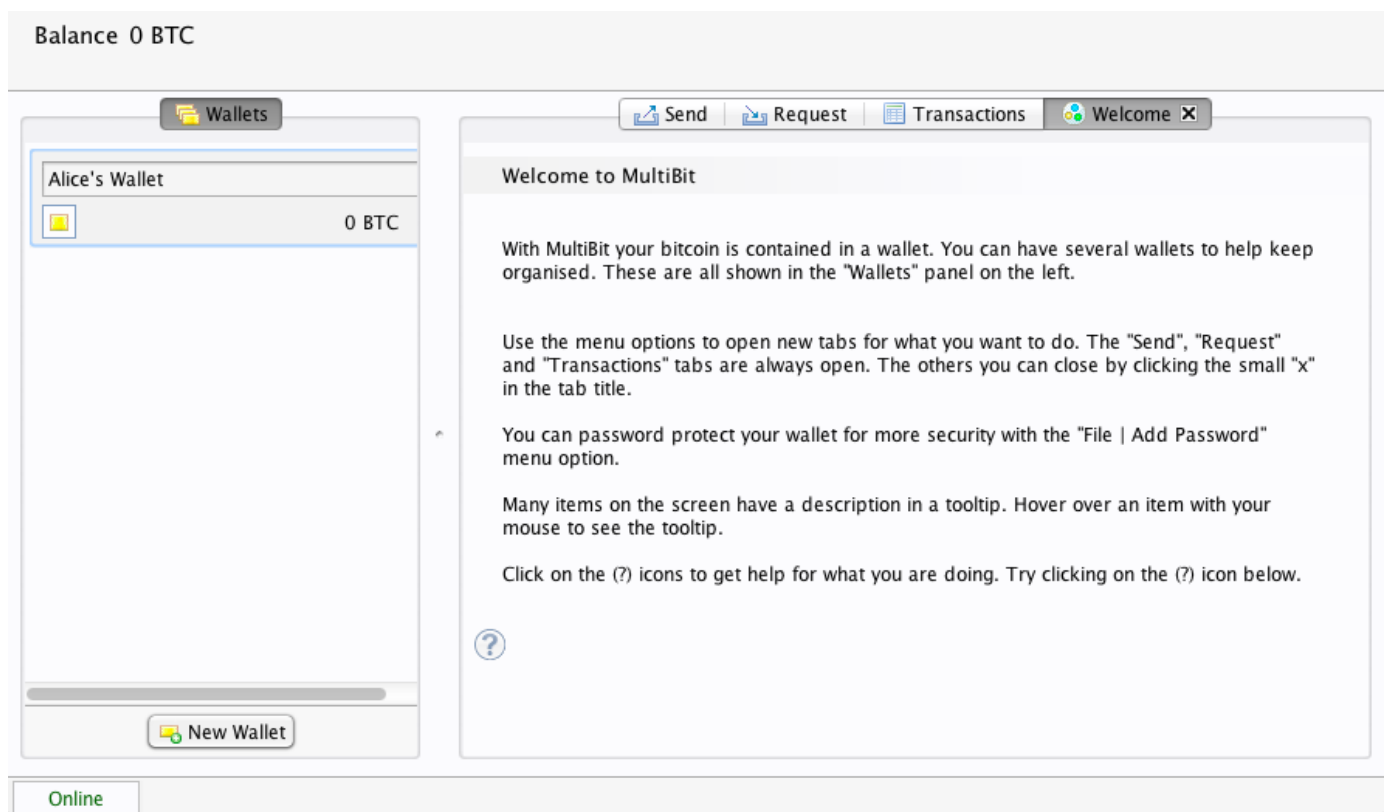 Balance 0 BTC
Wallets
Alice's Wallet
0 BTC
New Wallet
Send Request Transactions Welcome
Welcome to MultiBit
With MultiBit your bitcoin is contained in a wallet. You can have several wallets to help keep
organised. These are all shown in the "Wallets" panel on the left.
Use the menu options to open new tabs for what you want to do. The "Send", "Request"
and "Transactions" tabs are always open. The others you can close by clicking the small "x"
in the tab title.
You can password protect your wallet for more security with the "File | Add Password"
menu option.
Many items on the screen have a description in a tooltip. Hover over an item with your
mouse to see the tooltip.
Click on the (?) icons to get help for what you are doing. Try clicking on the (?) icon below.
?
Online